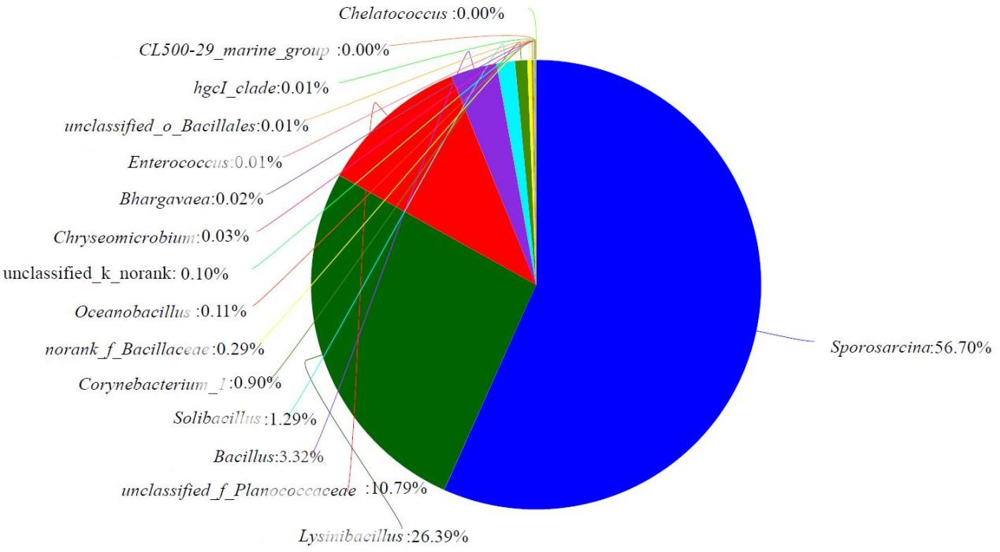 Chelatococcus :0.00%
CL500-29_marine_group :0.00%
hgcI_clade:0.01%
unclassified_o_Bacillales:0.01%
Enterococcus:0.01%
Bhargavaea:0.02%
Chryseomicrobium:0.03%
unclassified_k_norank: 0.10%
Oceanobacillus :0.11%
norank_f_Bacillaceae:0.29%
Sporosarcina:56.70%
Corynebacterium_1:0.90%
Solibacillus :1.29%
Bacillus:3.32%
unclassified_f_Planococcaceae :10.79%
Lysinibacillus :26.39%